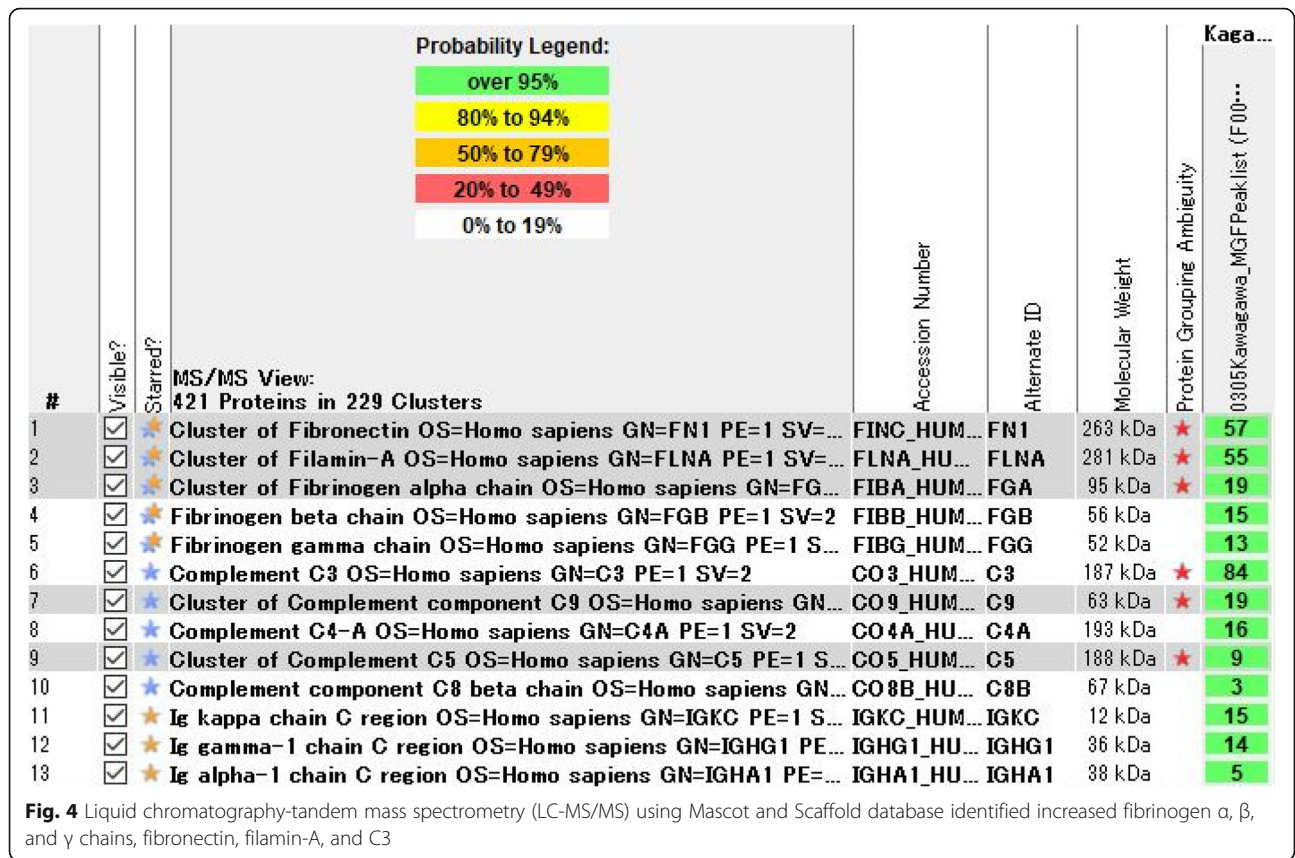 Kaga...
Probability Legend:
over 95%
80% to 94%
50% to 79%
20% to 49%
0% to 19%
# Visible? Starred? MS/MS View: Accession Number Alternate ID Molecular Weight Protein Grouping Ambiguity 0305Kawagawa_MGFPeaklist (F00...
421 Proteins in 229 Clusters
1 Cluster of Fibronectin OS=Homo sapiens GN=FN1 PE=1 SV=... FINC_HUM... FN1 263 kDa 57
2 Cluster of Filamin-A OS=Homo sapiens GN=FLNA PE=1 SV=... FLNA_HU... FLNA 281 kDa 55
3 Cluster of Fibrinogen alpha chain OS=Homo sapiens GN=FG... FIBA_HUM... FGA 95 kDa 19
4 Fibrinogen beta chain OS=Homo sapiens GN=FGB PE=1 SV=2 FIBB_HUM... FGB 56 kDa 15
5 Fibrinogen gamma chain OS=Homo sapiens GN=FGG PE=1 S... FIBG_HUM... FGG 52 kDa 13
6 Complement C3 OS=Homo sapiens GN=C3 PE=1 SV=2 CO3_HUM... C3 187 kDa 84
7 Cluster of Complement component C9 OS=Homo sapiens GN... CO9_HUM... C9 63 kDa 19
8 Complement C4-A OS=Homo sapiens GN=C4A PE=1 SV=2 CO4A_HU... C4A 193 kDa 16
9 Cluster of Complement C5 OS=Homo sapiens GN=C5 PE=1 S... CO5_HUM... C5 188 kDa 9
10 Complement component C8 beta chain OS=Homo sapiens GN... CO8B_HU... C8B 67 kDa 3
11 Ig kappa chain C region OS=Homo sapiens GN=IGKC PE=1 S... IGKC_HUM... IGKC 12 kDa 15
12 Ig gamma-1 chain C region OS=Homo sapiens GN=IGHG1 PE... IGHG1_HU... IGHG1 36 kDa 14
13 Ig alpha-1 chain C region OS=Homo sapiens GN=IGHA1 PE=... IGHA1_HU... IGHA1 38 kDa 5
Fig. 4 Liquid chromatography-tandem mass spectrometry (LC-MS/MS) using Mascot and Scaffold database identified increased fibrinogen α, β,
and γ chains, fibronectin, filamin-A, and C3